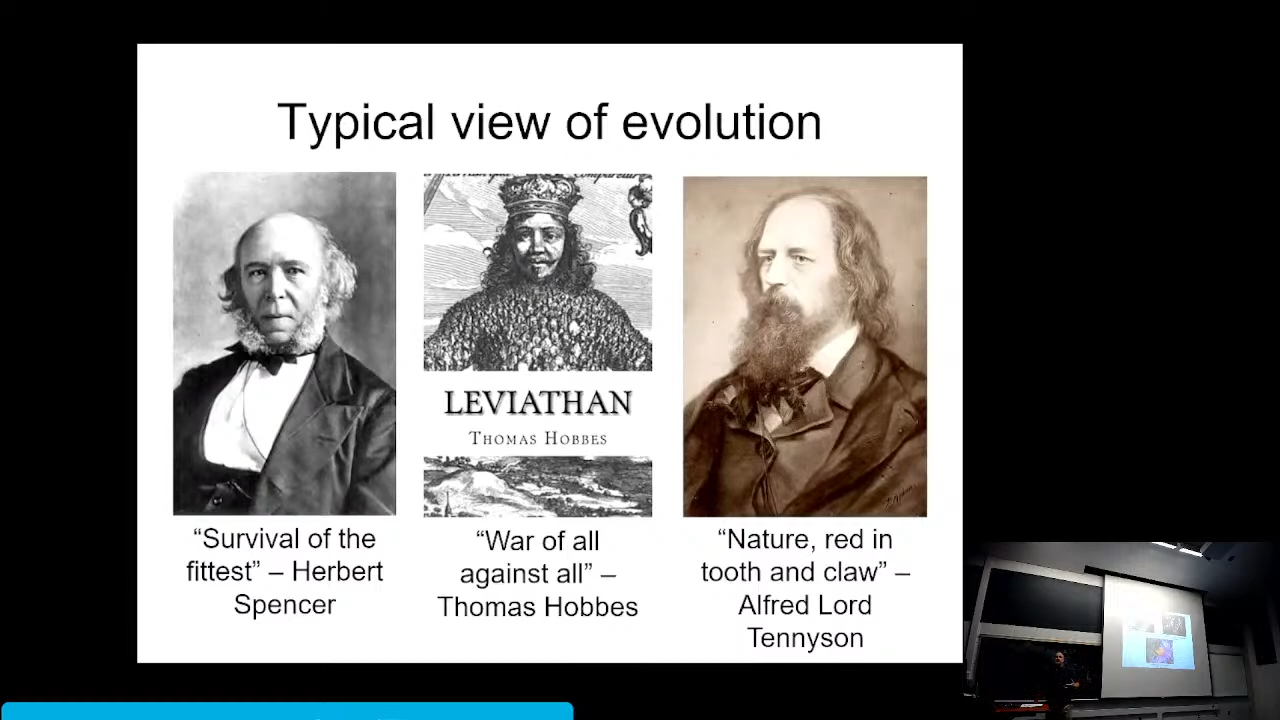 Typical view of evolution
LEVIATHAN
THOMAS HOBBES
“Survival of the
fittest” – Herbert
Spencer
“War of all
against all” –
Thomas Hobbes
“Nature, red in
tooth and claw” –
Alfred Lord
Tennyson